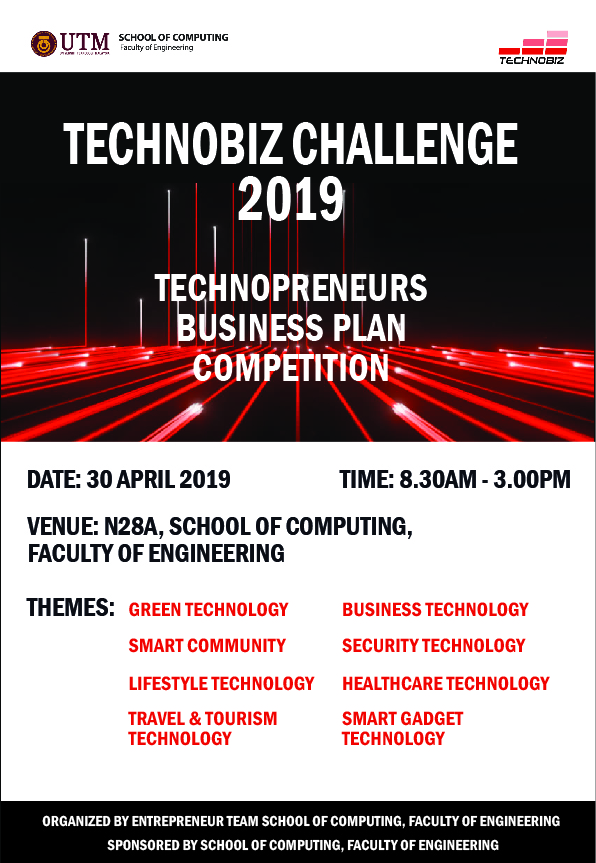 UTM
SCHOOL OF COMPUTING
Faculty of Engineering
TECHNOBIZ
TECHNOBIZ CHALLENGE
2019
TECHNOPRENEURS
BUSINESS PLAN
COMPETITION
DATE: 30 APRIL 2019
TIME: 8.30AM - 3.00PM
VENUE: N28A, SCHOOL OF COMPUTING,
FACULTY OF ENGINEERING
THEMES:
GREEN TECHNOLOGY
BUSINESS TECHNOLOGY
SMART COMMUNITY
SECURITY TECHNOLOGY
LIFESTYLE TECHNOLOGY
HEALTHCARE TECHNOLOGY
TRAVEL & TOURISM
TECHNOLOGY
SMART GADGET
TECHNOLOGY
ORGANIZED BY ENTREPRENEUR TEAM SCHOOL OF COMPUTING, FACULTY OF ENGINEERING
SPONSORED BY SCHOOL OF COMPUTING, FACULTY OF ENGINEERING